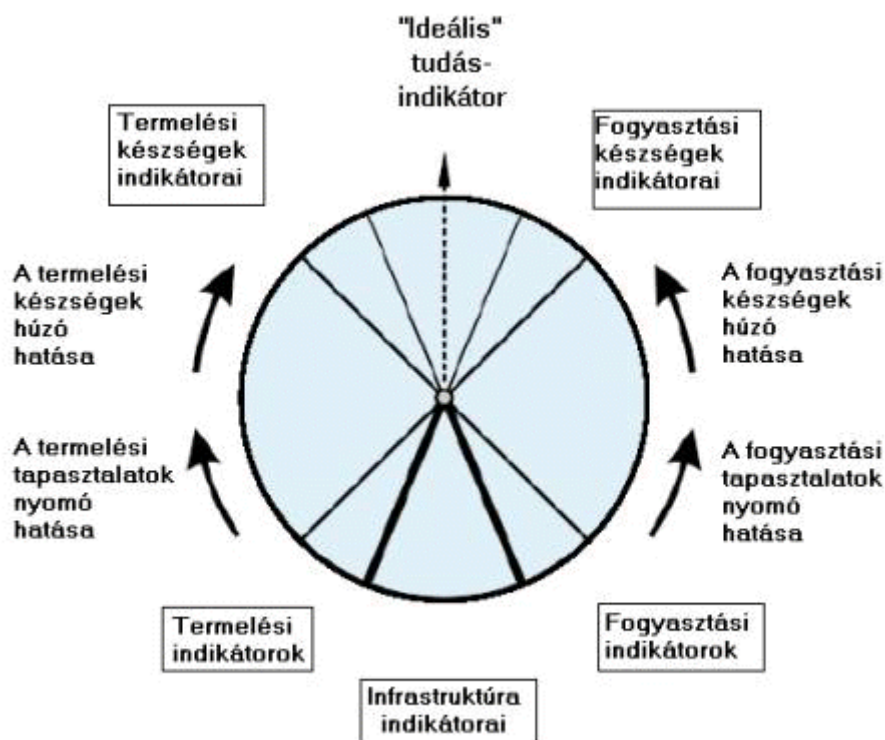 "Ideális"
tudás-
indikátor
Termelési
készségek
indikátorai
Fogyasztási
készségek
indikátorai
A termelési
készségek
húzó
hatása
A fogyasztási
készségek
húzó
hatása
A termelési
tapasztalatok
nyomó
hatása
A fogyasztási
tapasztalatok
nyomó
hatása
Termelési
indikátorok
Fogyasztási
indikátorok
Infrastruktúra
indikátorai